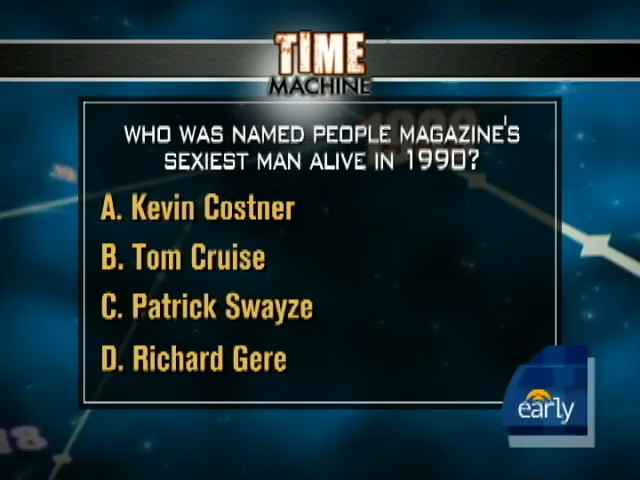 TIME
MACHINE
WHO WAS NAMED PEOPLE MAGAZINE'S
SEXIEST MAN ALIVE IN 1990?
A. Kevin Costner
B. Tom Cruise
C. Patrick Swayze
D. Richard Gere
early
18